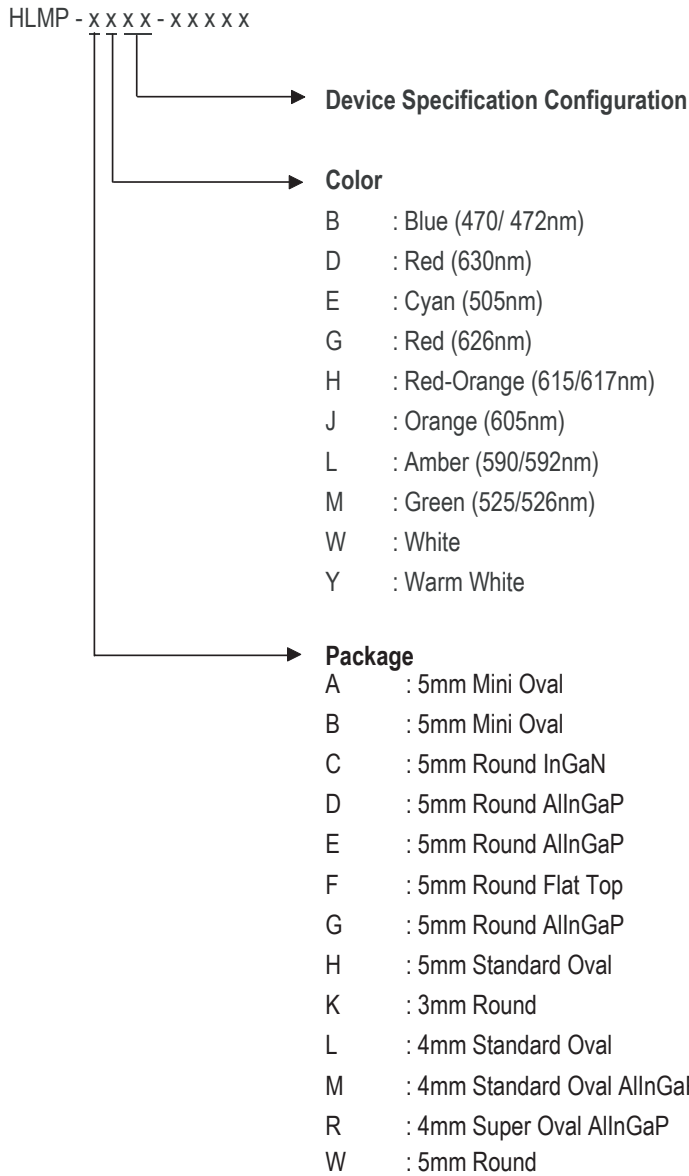 HLMP - x x x x - x x x x x
Device Specification Configuration
Color
B : Blue (470/ 472nm)
D : Red (630nm)
E : Cyan (505nm)
G : Red (626nm)
H : Red-Orange (615/617nm)
J : Orange (605nm)
L : Amber (590/592nm)
M : Green (525/526nm)
W : White
Y : Warm White
Package
A : 5mm Mini Oval
B : 5mm Mini Oval
C : 5mm Round InGaN
D : 5mm Round AlInGaP
E : 5mm Round AlInGaP
F : 5mm Round Flat Top
G : 5mm Round AlInGaP
H : 5mm Standard Oval
K : 3mm Round
L : 4mm Standard Oval
M : 4mm Standard Oval
R : 4mm Super Oval AlInGaP
W : 5mm Round